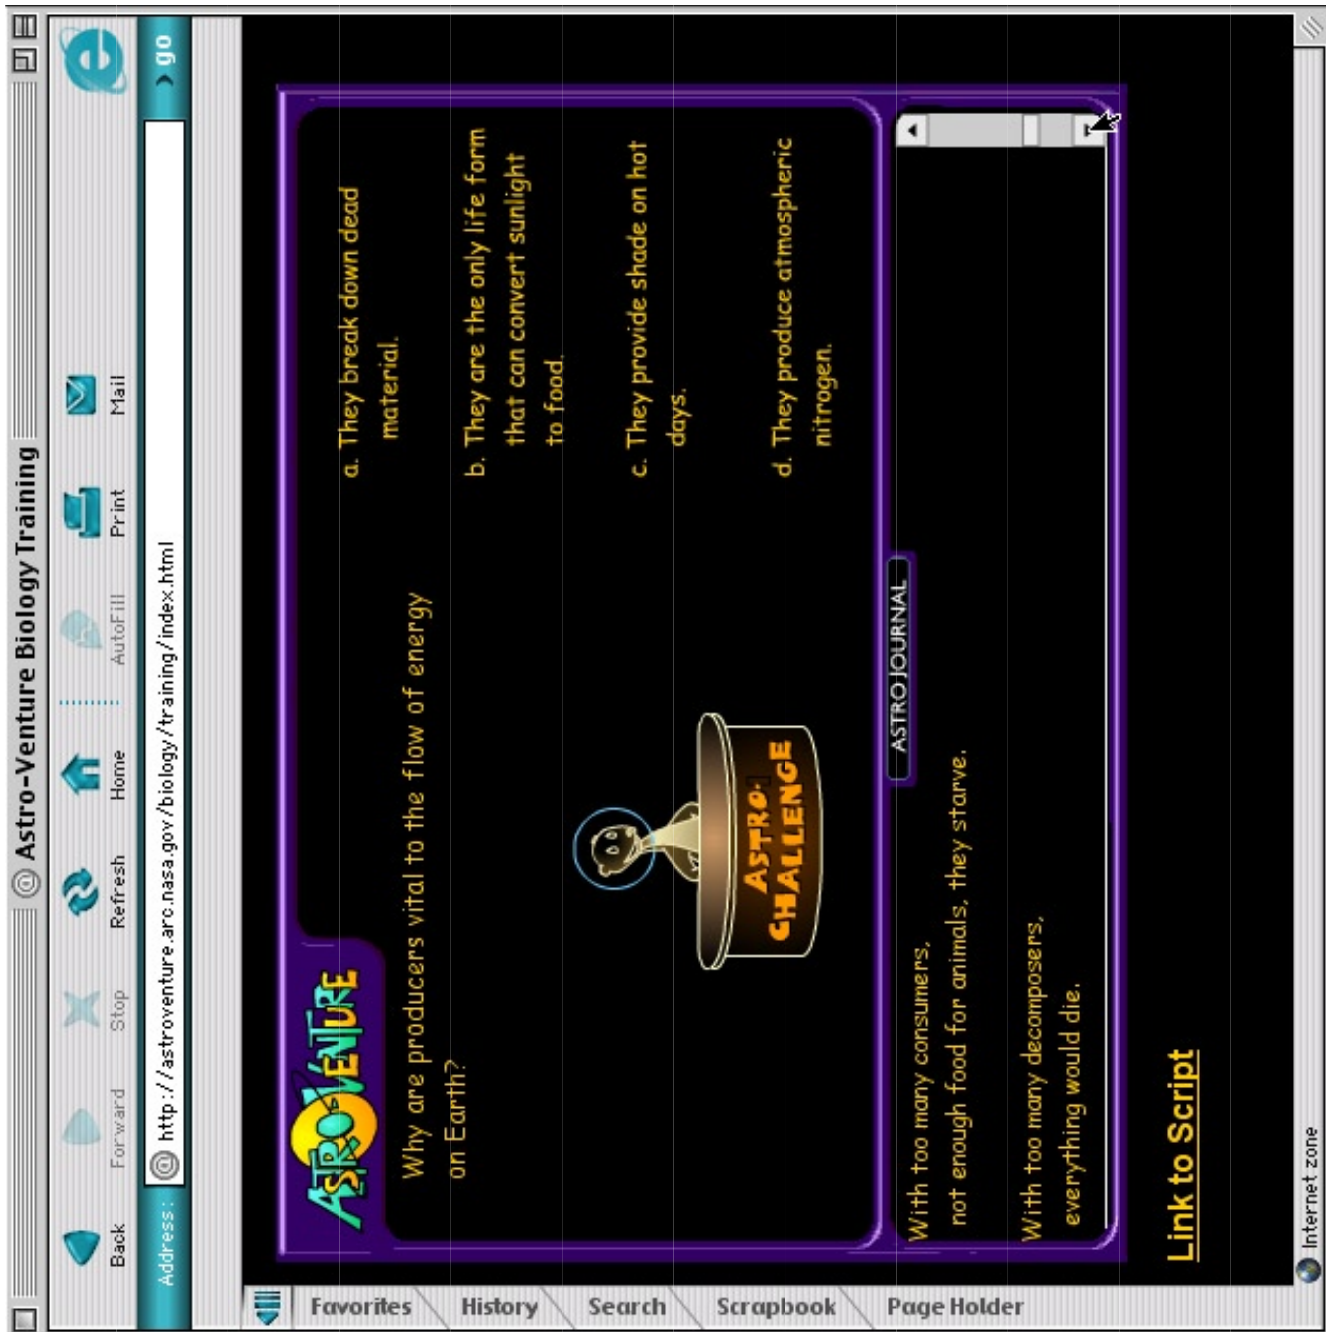 @ Astro-Venture Biology Training
Back Forward Stop Refresh Home AutoFill Print Mail
Address: @ http://astroventure.arc.nasa.gov/biology/training/index.html go
Favorites
History
Search
Scrapbook
Page Holder
ASTRO-VENTURE
Why are producers vital to the flow of energy
on Earth?
a. They break down dead
material.
b. They are the only life form
that can convert sunlight
to food.
c. They provide shade on hot
days.
d. They produce atmospheric
nitrogen.
ASTRO-
CHALLENGE
ASTRO JOURNAL
With too many consumers,
not enough food for animals, they starve.
With too many decomposers,
everything would die.
Link to Script
Internet zone